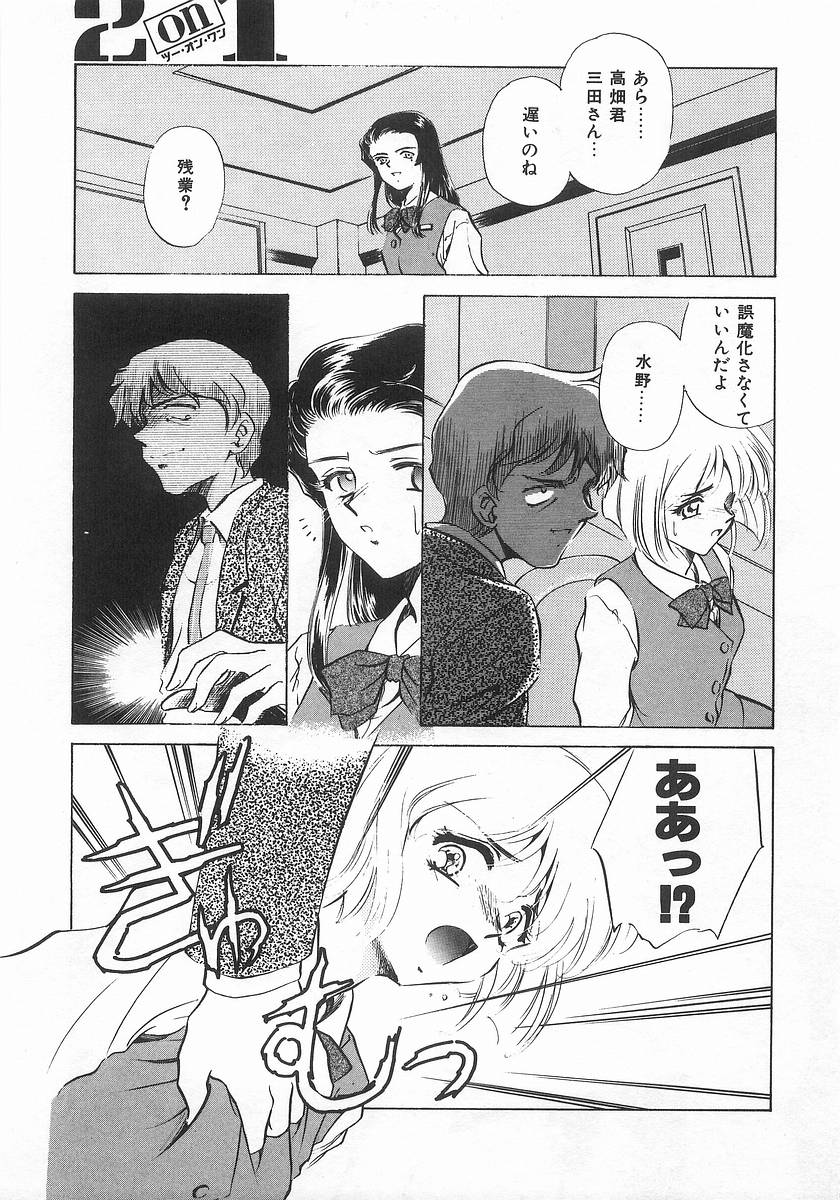 2 on 1
ツー・オン・ワン
あら……
高畑君
三田さん…
遅いのね
残業？
誤魔化さなくて
いいんだよ
水野……
ああっ!?
ぎゅむっ